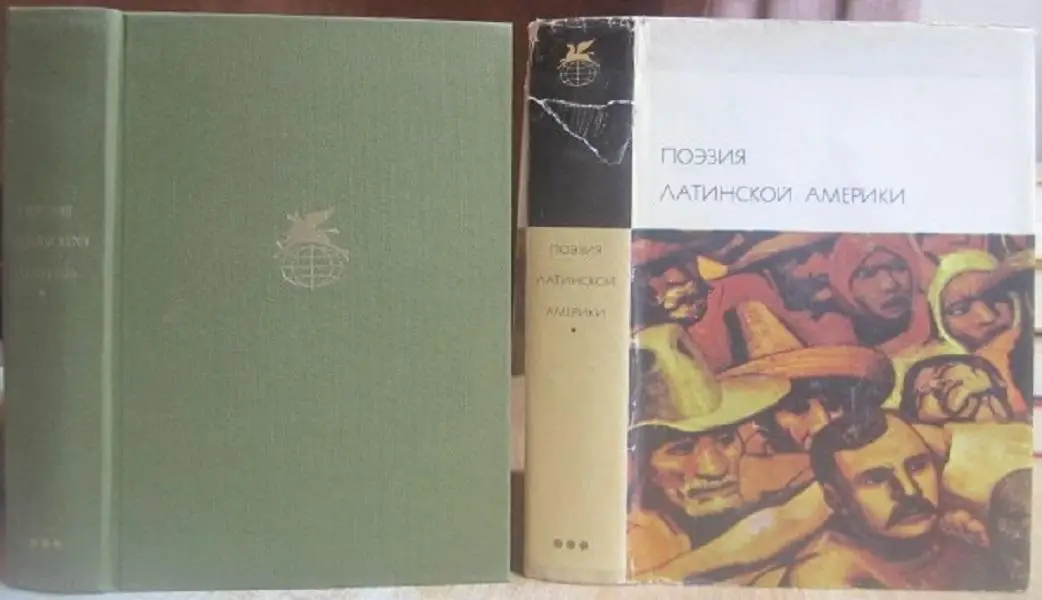 ПОЭЗИЯ
ЛАТИНСКОЙ АМЕРИКИ
ПОЭЗИЯ
ЛАТИНСКОЙ
АМЕРИКИ